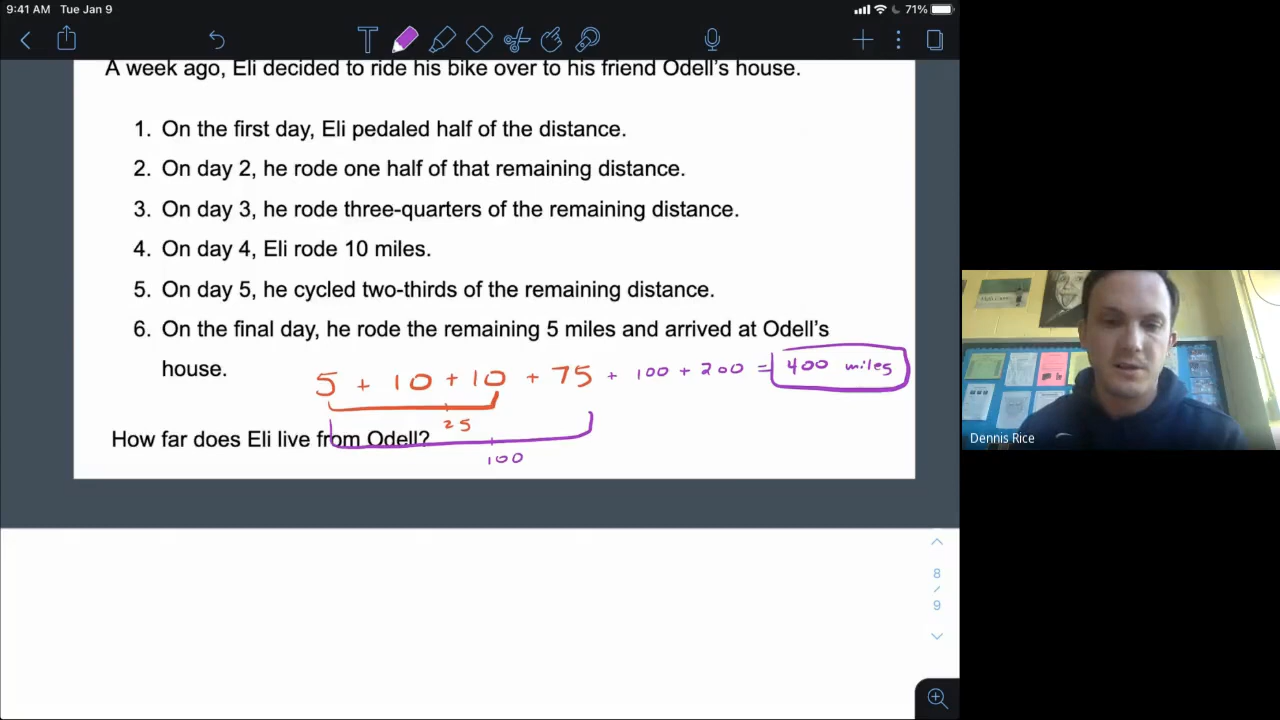 9:41 AM Tue Jan 9
71%
A week ago, Eli decided to ride his bike over to his friend Odell's house.
1. On the first day, Eli pedaled half of the distance.
2. On day 2, he rode one half of that remaining distance.
3. On day 3, he rode three-quarters of the remaining distance.
4. On day 4, Eli rode 10 miles.
5. On day 5, he cycled two-thirds of the remaining distance.
6. On the final day, he rode the remaining 5 miles and arrived at Odell's
house.
5 + 10 + 10 + 75 + 100 + 200 = 400 miles
25
How far does Eli live from Odell?
100
Dennis Rice
8
/
9